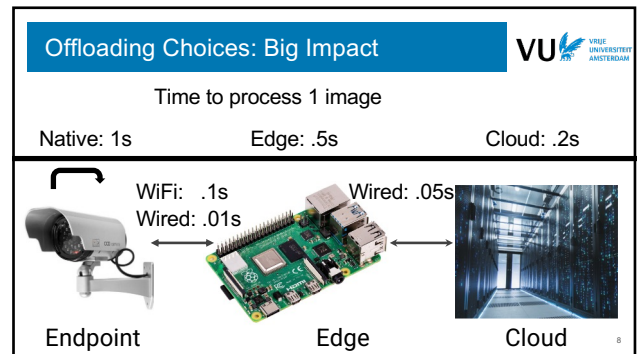 Offloading Choices: Big Impact
VU
VRIJE
UNIVERSITEIT
AMSTERDAM
Time to process 1 image
Native: 1s Edge: .5s Cloud: .2s
WiFi: .1s Wired: .05s
Wired: .01s
Endpoint Edge Cloud
8